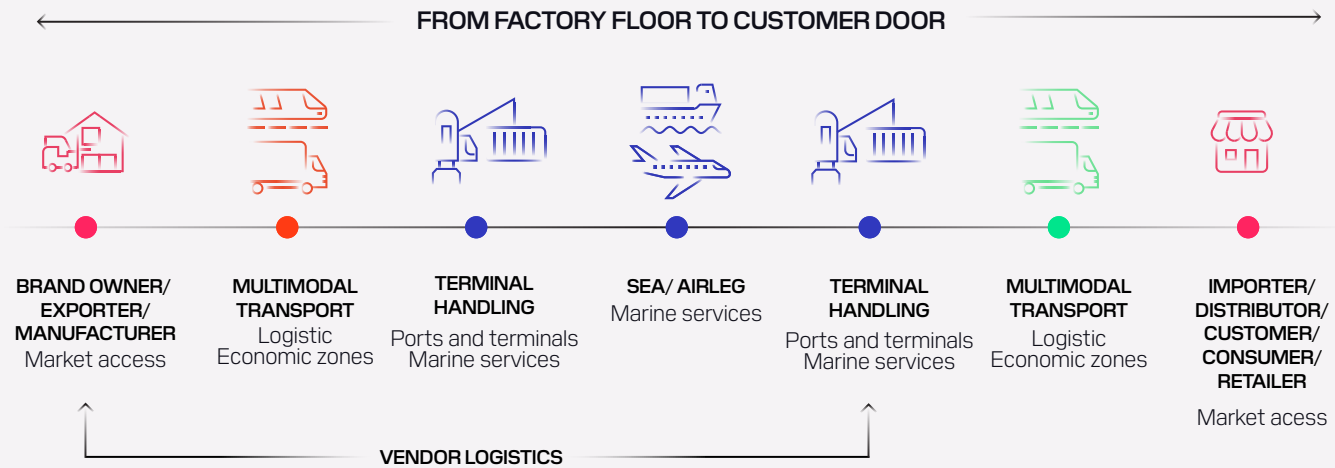 FROM FACTORY FLOOR TO CUSTOMER DOOR
BRAND OWNER/
EXPORTER/
MANUFACTURER
Market access
MULTIMODAL
TRANSPORT
Logistic
Economic zones
TERMINAL
HANDLING
Ports and terminals
Marine services
SEA/ AIRLEG
Marine services
TERMINAL
HANDLING
Ports and terminals
Marine services
MULTIMODAL
TRANSPORT
Logistic
Economic zones
IMPORTER/
DISTRIBUTOR/
CUSTOMER/
CONSUMER/
RETAILER
Market acess
VENDOR LOGISTICS